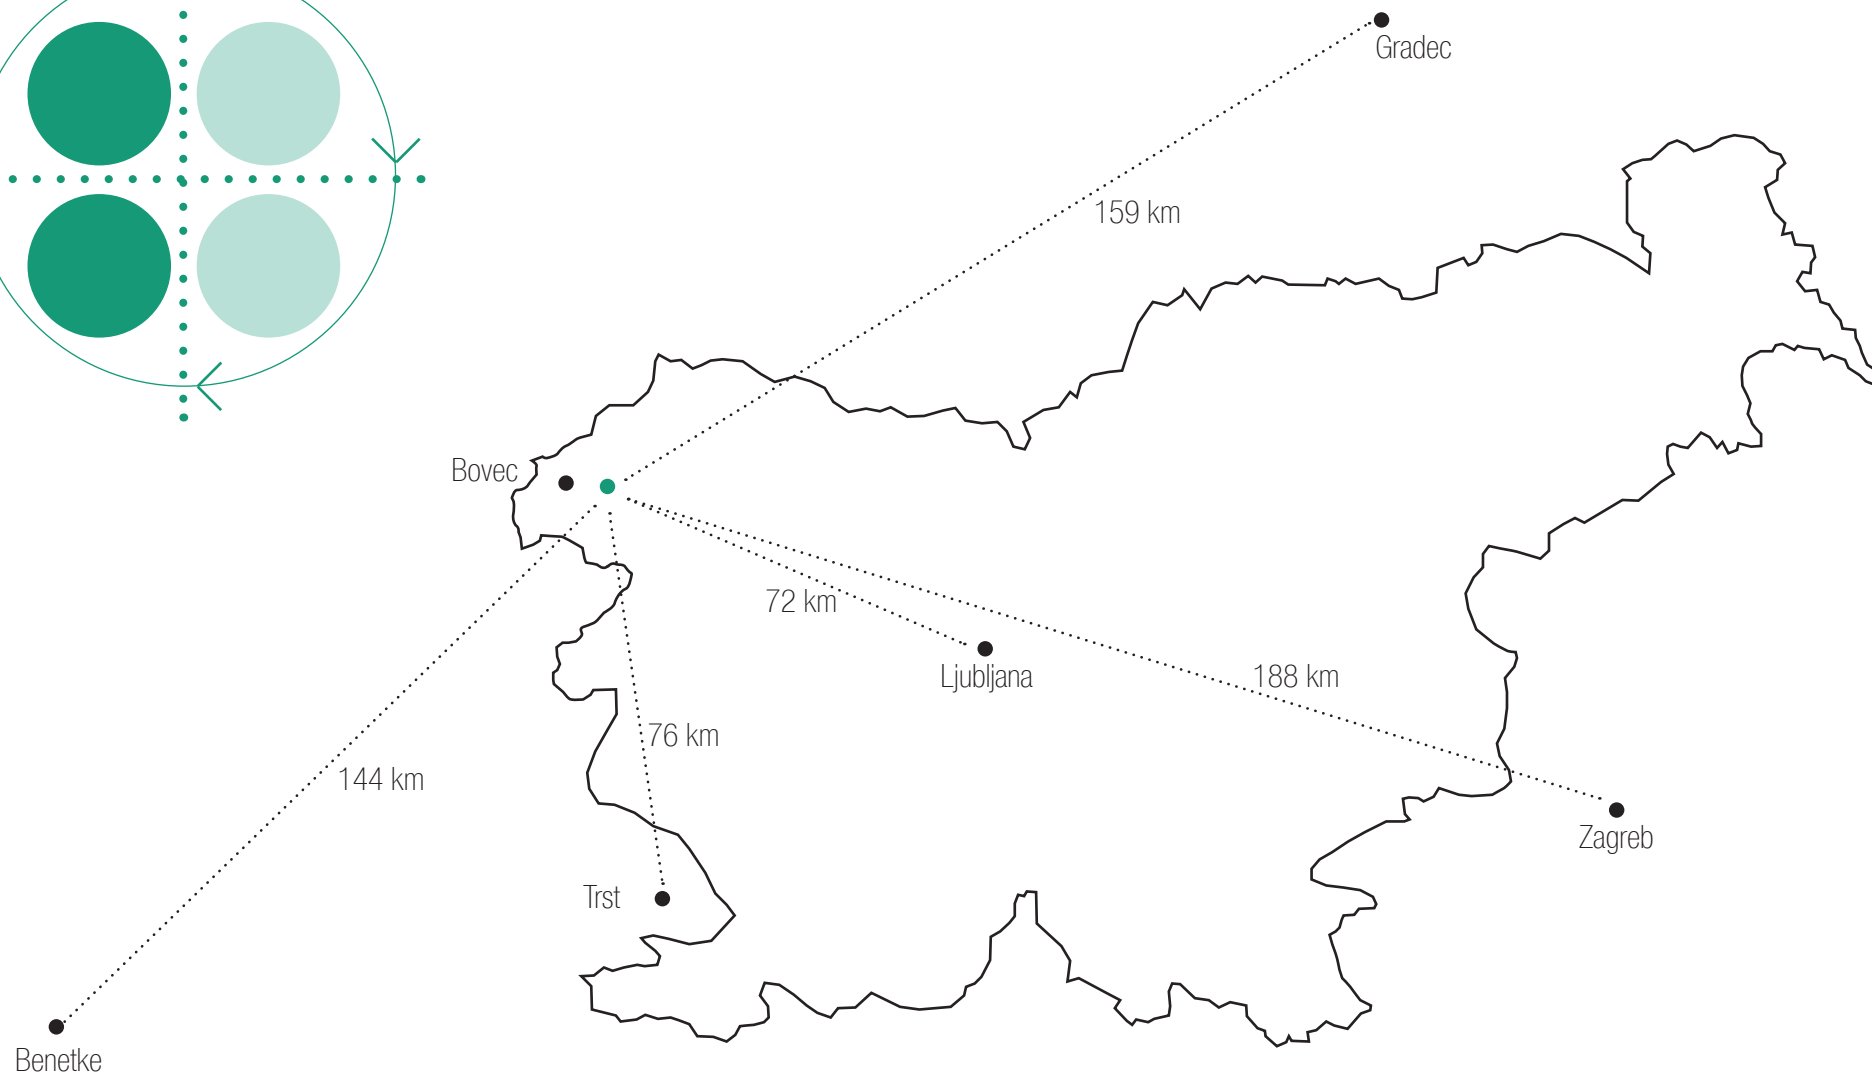 Gradec
159 km
Bovec
72 km
Ljubljana
188 km
76 km
144 km
Zagreb
Trst
Benetke